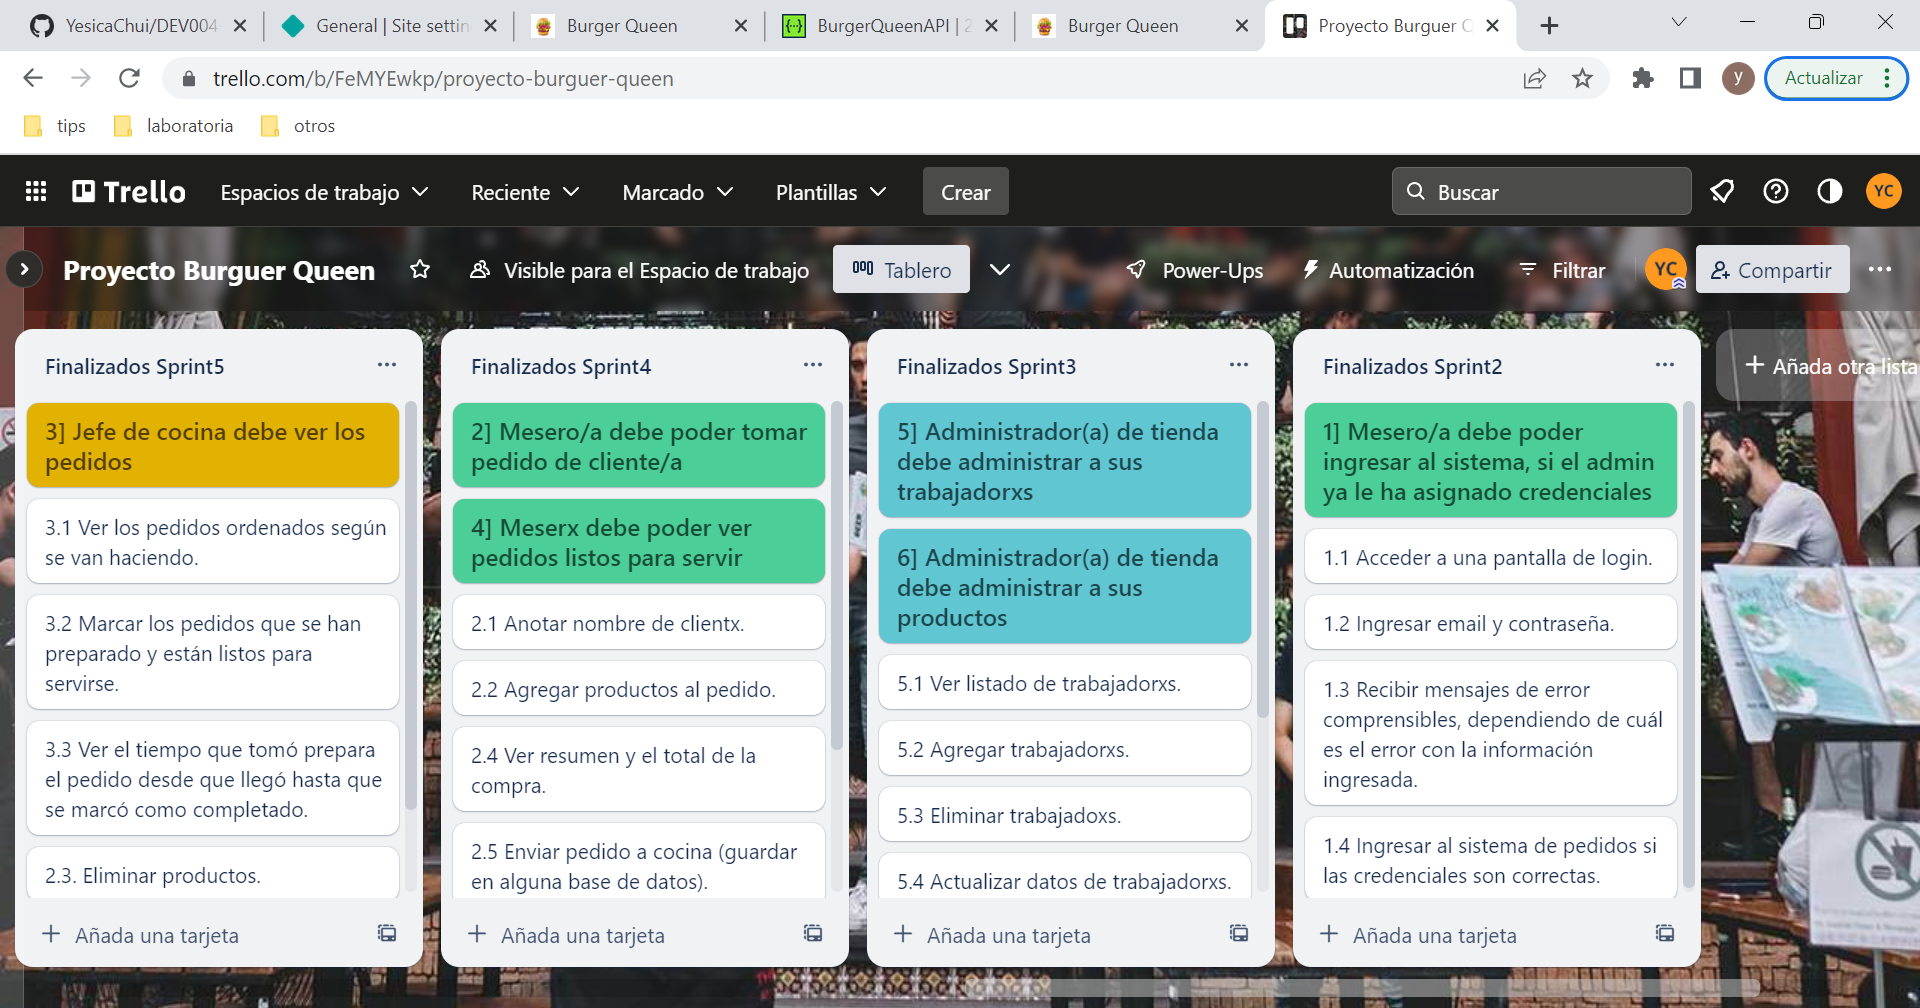 YesicaChui/DEV004
General | Site settin
Burger Queen
BurgerQueenAPI | 2
Burger Queen
Proyecto Burguer Q
trello.com/b/FeMYEwkp/proyecto-burguer-queen
y
Actualizar
tips
laboratoria
otros
Trello
Espacios de trabajo
Reciente
Marcado
Plantillas
Crear
Buscar
YC
Proyecto Burguer Queen
Visible para el Espacio de trabajo
Tablero
Power-Ups
Automatización
Filtrar
YC
Compartir
Finalizados Sprint5
3] Jefe de cocina debe ver los
pedidos
3.1 Ver los pedidos ordenados según
se van haciendo.
3.2 Marcar los pedidos que se han
preparado y están listos para
servirse.
3.3 Ver el tiempo que tomó prepara
el pedido desde que llegó hasta que
se marcó como completado.
2.3. Eliminar productos.
Añada una tarjeta
Finalizados Sprint4
2] Mesero/a debe poder tomar
pedido de cliente/a
4] Meserx debe poder ver
pedidos listos para servir
2.1 Anotar nombre de clientx.
2.2 Agregar productos al pedido.
2.4 Ver resumen y el total de la
compra.
2.5 Enviar pedido a cocina (guardar
en alguna base de datos).
Añada una tarjeta
Finalizados Sprint3
5] Administrador(a) de tienda
debe administrar a sus
trabajadorxs
6] Administrador(a) de tienda
debe administrar a sus
productos
5.1 Ver listado de trabajadorxs.
5.2 Agregar trabajadorxs.
5.3 Eliminar trabajadoxs.
5.4 Actualizar datos de trabajadorxs.
Añada una tarjeta
Finalizados Sprint2
1] Mesero/a debe poder
ingresar al sistema, si el admin
ya le ha asignado credenciales
1.1 Acceder a una pantalla de login.
1.2 Ingresar email y contraseña.
1.3 Recibir mensajes de error
comprensibles, dependiendo de cuál
es el error con la información
ingresada.
1.4 Ingresar al sistema de pedidos si
las credenciales son correctas.
Añada una tarjeta
Añada otra lista